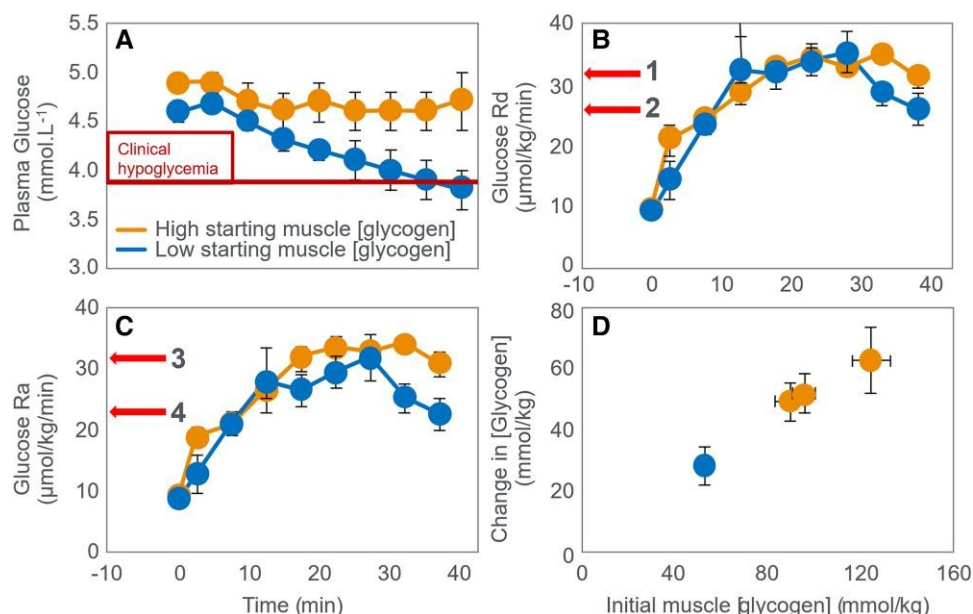 A
5.5
5.0
4.5
4.0
3.5
3.0
Plasma Glucose
(mmol.L-1)
Clinical
hypoglycemia
High starting muscle [glycogen]
Low starting muscle [glycogen]
B
40
30
20
10
0
Glucose Rd
(µmol/kg/min)
1
2
-10 0 10 20 30 40
C
40
30
20
10
0
Glucose Ra
(µmol/kg/min)
3
4
-10 0 10 20 30 40
Time (min)
D
80
60
40
20
0
Change in [Glycogen]
(mmol/kg)
0 40 80 120 160
Initial muscle [glycogen] (mmol/kg)